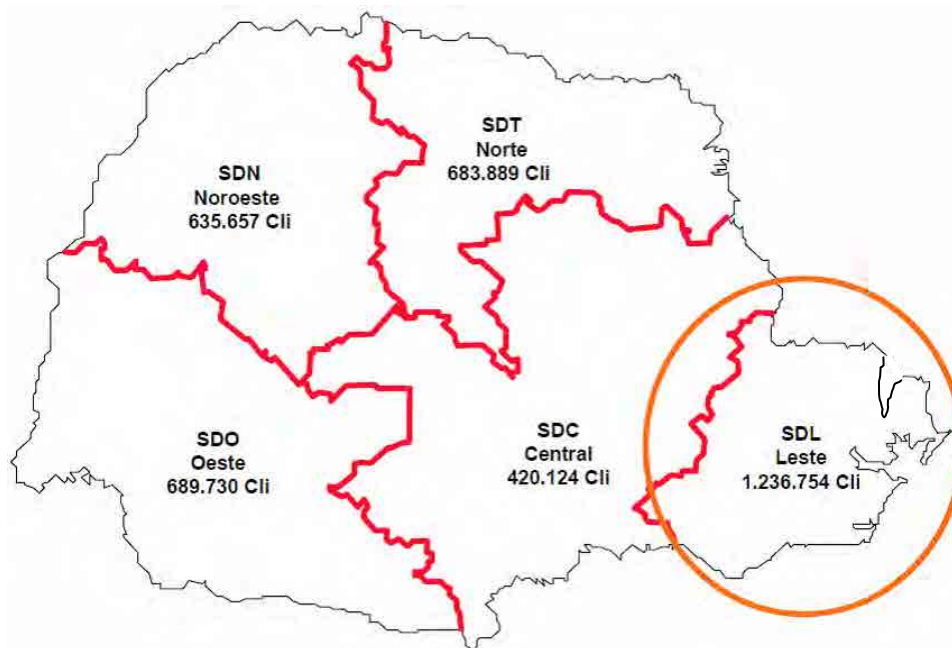 SDT
Norte
683.889 Cli
SDN
Noroeste
635.657 Cli
SDO
Oeste
689.730 Cli
SDC
Central
420.124 Cli
SDL
Leste
1.236.754 Cli